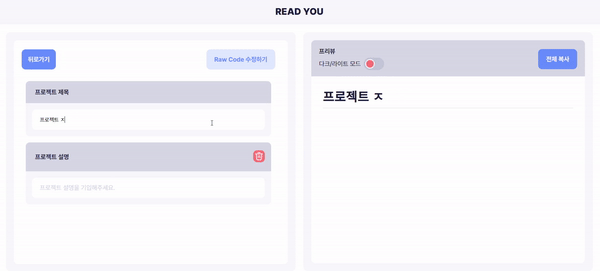 READ YOU
뒤로가기
Raw Code 수정하기
프로젝트 제목
프로젝트 ㅈ
프로젝트 설명
프로젝트 설명을 기입해주세요.
프리뷰
다크/라이트 모드
전체 복사
프로젝트 ㅈ